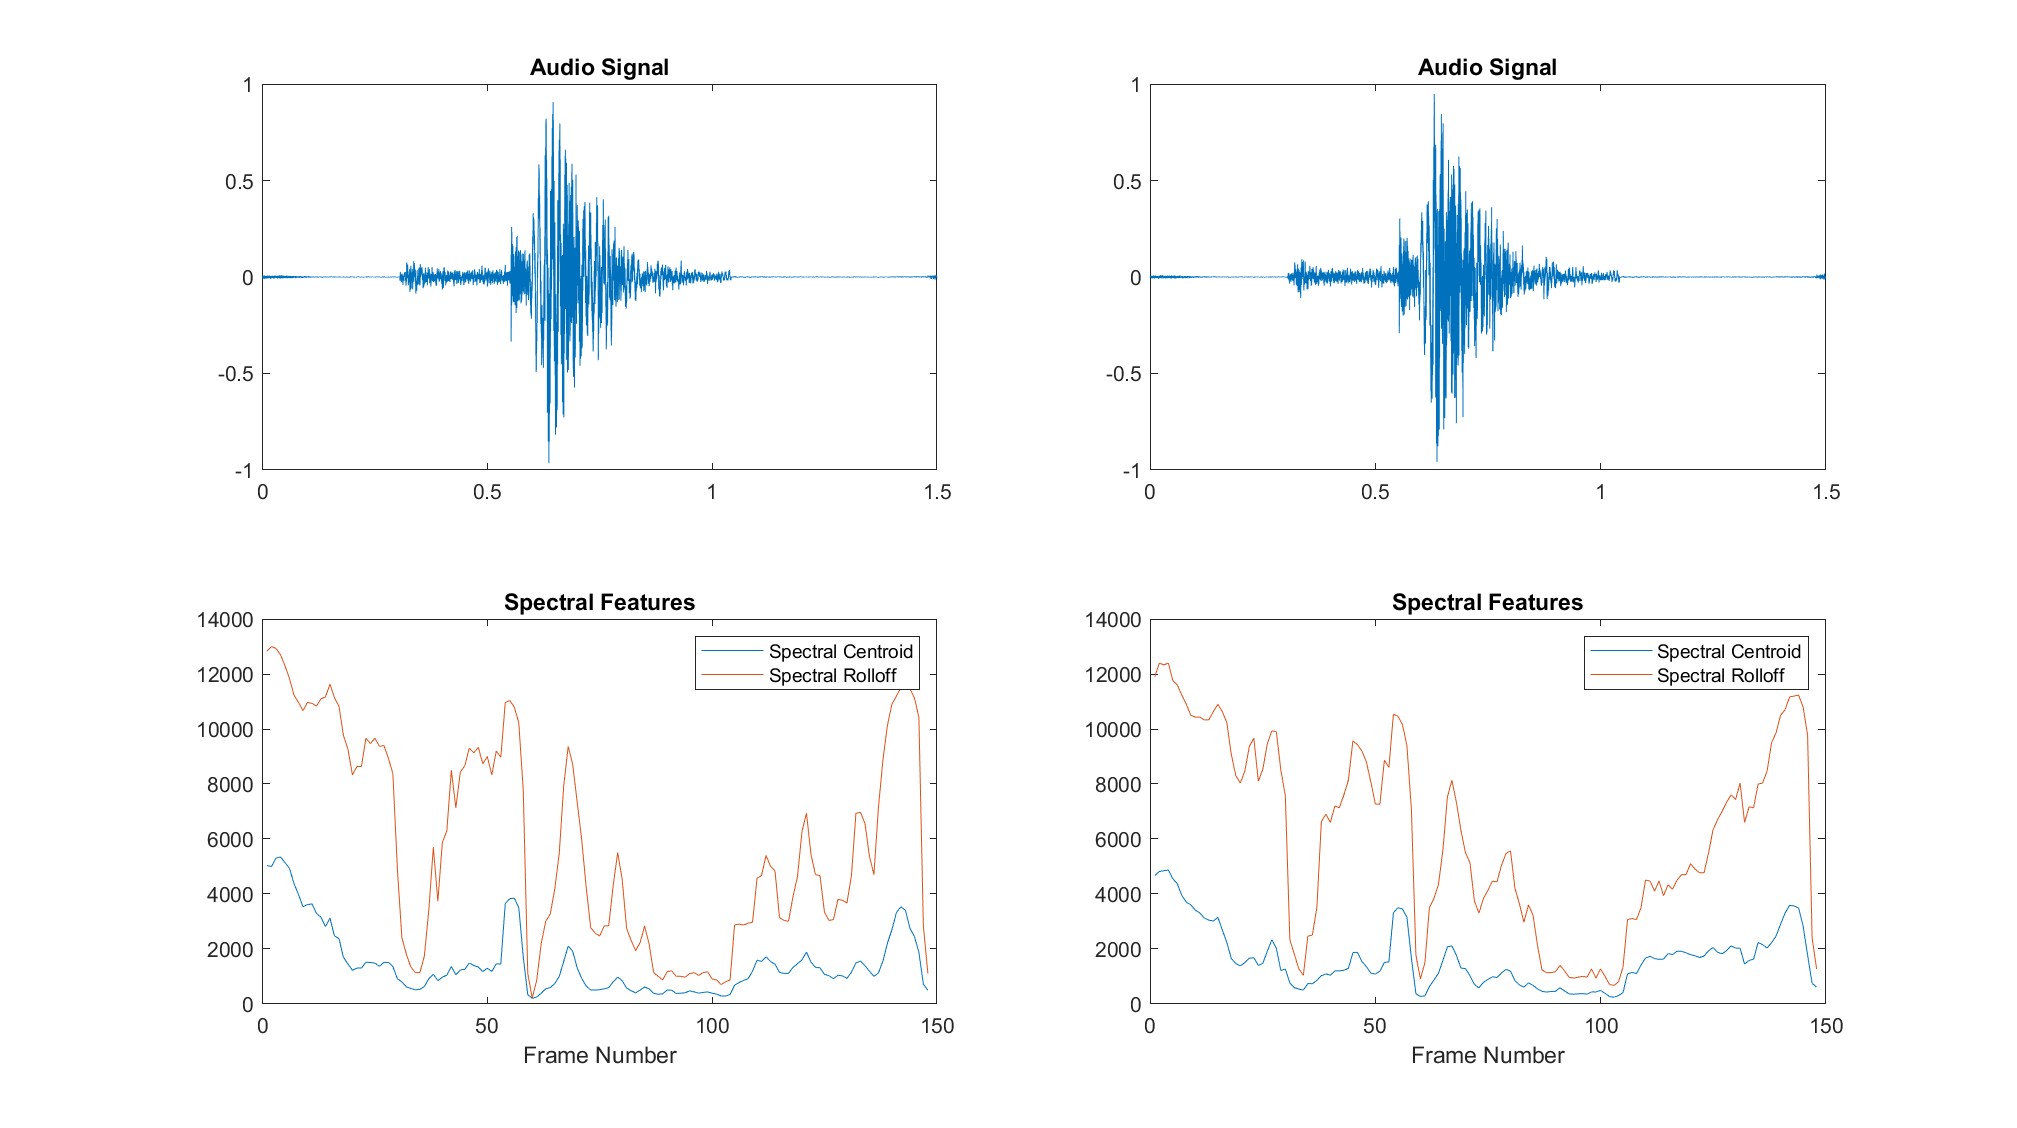 Audio Signal
1
0.5
0
-0.5
-1
0 0.5 1 1.5
Audio Signal
1
0.5
0
-0.5
-1
0 0.5 1 1.5
Spectral Features
14000
12000
10000
8000
6000
4000
2000
0
Spectral Centroid
Spectral Rolloff
0 50 100 150
Frame Number
Spectral Features
14000
12000
10000
8000
6000
4000
2000
0
Spectral Centroid
Spectral Rolloff
0 50 100 150
Frame Number